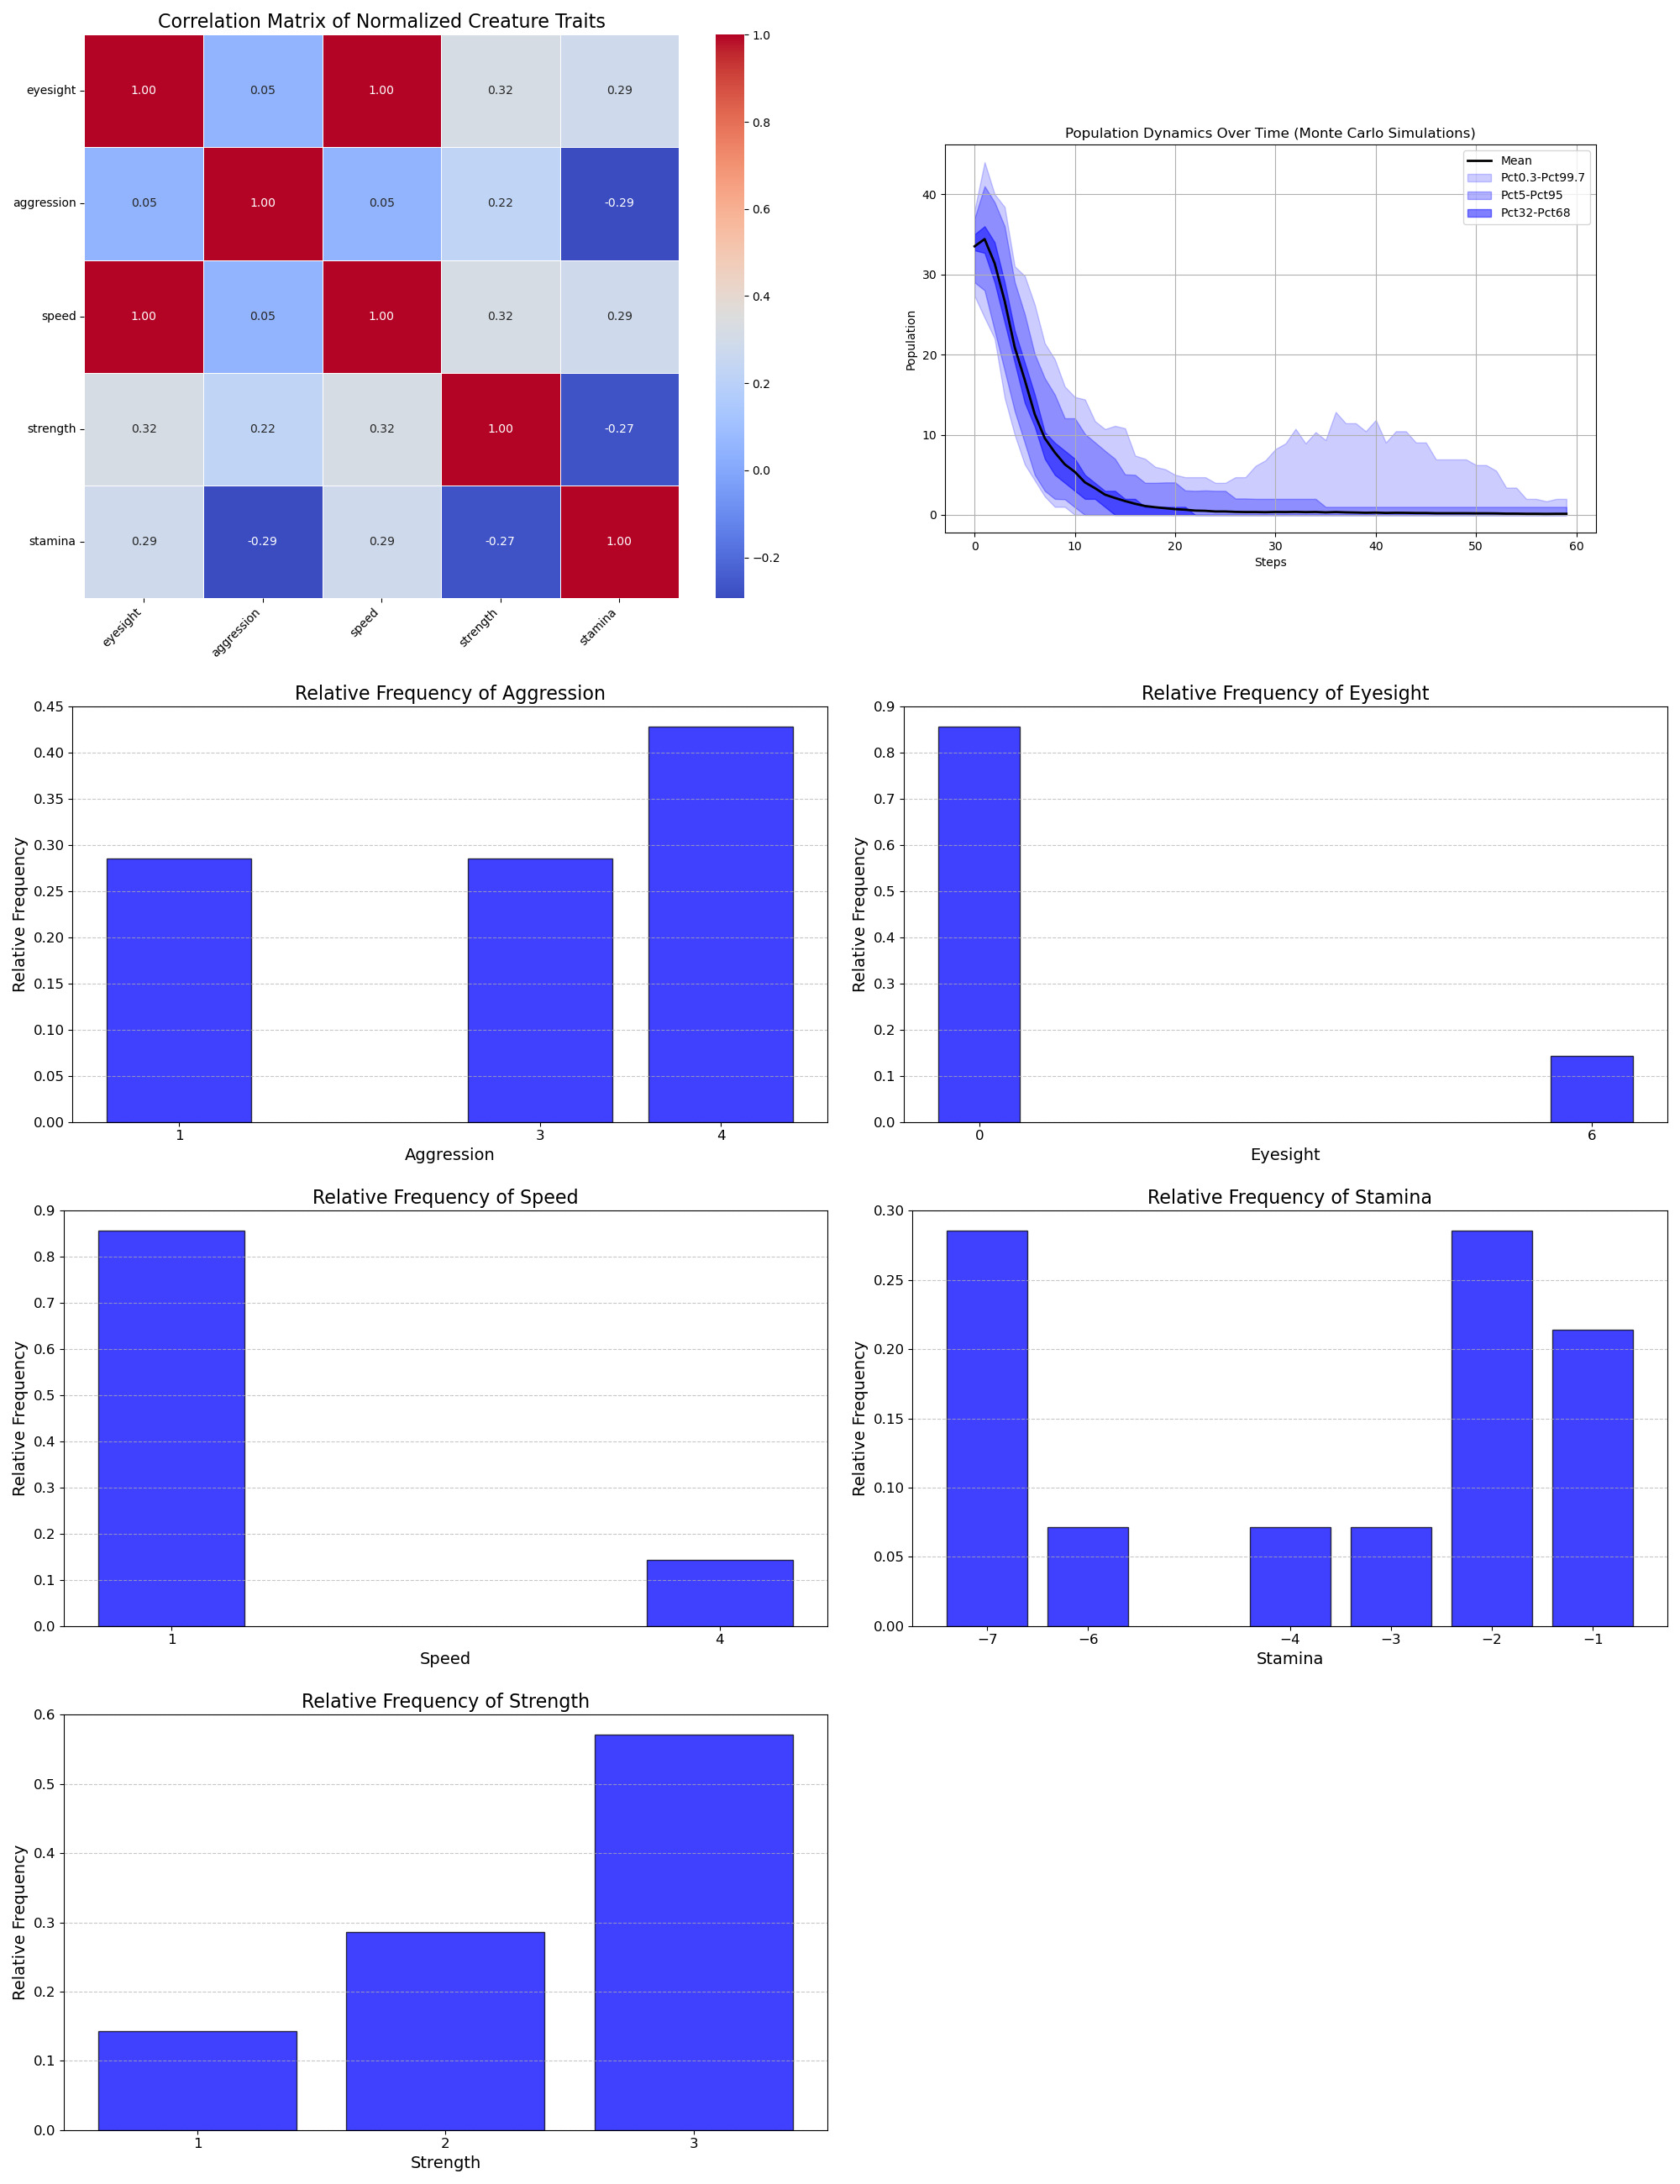 Correlation Matrix of Normalized Creature Traits
eyesight
aggression
speed
strength
stamina
1.00 0.05 1.00 0.32 0.29
0.05 1.00 0.05 0.22 -0.29
1.00 0.05 1.00 0.32 0.29
0.32 0.22 0.32 1.00 -0.27
0.29 -0.29 0.29 -0.27 1.00
eyesight aggression speed strength stamina
1.0
0.8
0.6
0.4
0.2
0.0
−0.2
Population Dynamics Over Time (Monte Carlo Simulations)
Mean
Pct0.3-Pct99.7
Pct5-Pct95
Pct32-Pct68
Population
40
30
20
10
0
0 10 20 30 40 50 60
Steps
Relative Frequency of Aggression
Relative Frequency
0.45
0.40
0.35
0.30
0.25
0.20
0.15
0.10
0.05
0.00
1 3 4
Aggression
Relative Frequency of Eyesight
Relative Frequency
0.9
0.8
0.7
0.6
0.5
0.4
0.3
0.2
0.1
0.0
0 6
Eyesight
Relative Frequency of Speed
Relative Frequency
0.9
0.8
0.7
0.6
0.5
0.4
0.3
0.2
0.1
0.0
1 4
Speed
Relative Frequency of Stamina
Relative Frequency
0.30
0.25
0.20
0.15
0.10
0.05
0.00
−7 −6 −4 −3 −2 −1
Stamina
Relative Frequency of Strength
Relative Frequency
0.6
0.5
0.4
0.3
0.2
0.1
0.0
1 2 3
Strength